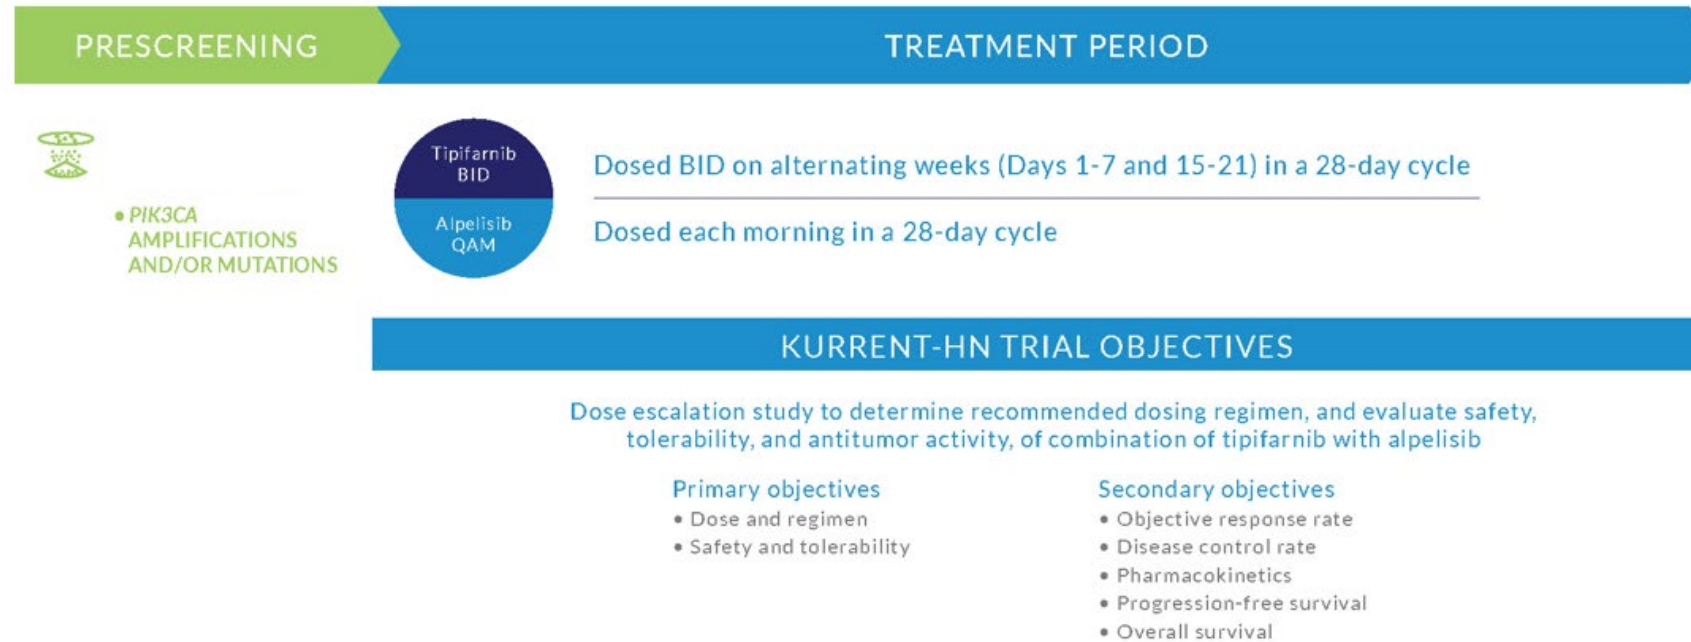 PRESCREENING
TREATMENT PERIOD
• PIK3CA
AMPLIFICATIONS
AND/OR MUTATIONS
Tipifarnib
BID
Alpelisib
QAM
Dosed BID on alternating weeks (Days 1-7 and 15-21) in a 28-day cycle
Dosed each morning in a 28-day cycle
KURRENT-HN TRIAL OBJECTIVES
Dose escalation study to determine recommended dosing regimen, and evaluate safety,
tolerability, and antitumor activity, of combination of tipifarnib with alpelisib
Primary objectives
• Dose and regimen
• Safety and tolerability
Secondary objectives
• Objective response rate
• Disease control rate
• Pharmacokinetics
• Progression-free survival
• Overall survival